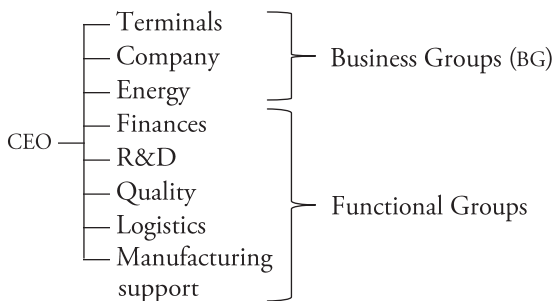 Terminals
Company
Business Groups (BG)
Energy
Finances
CEO
R&D
Quality
Functional Groups
Logistics
Manufacturing
support